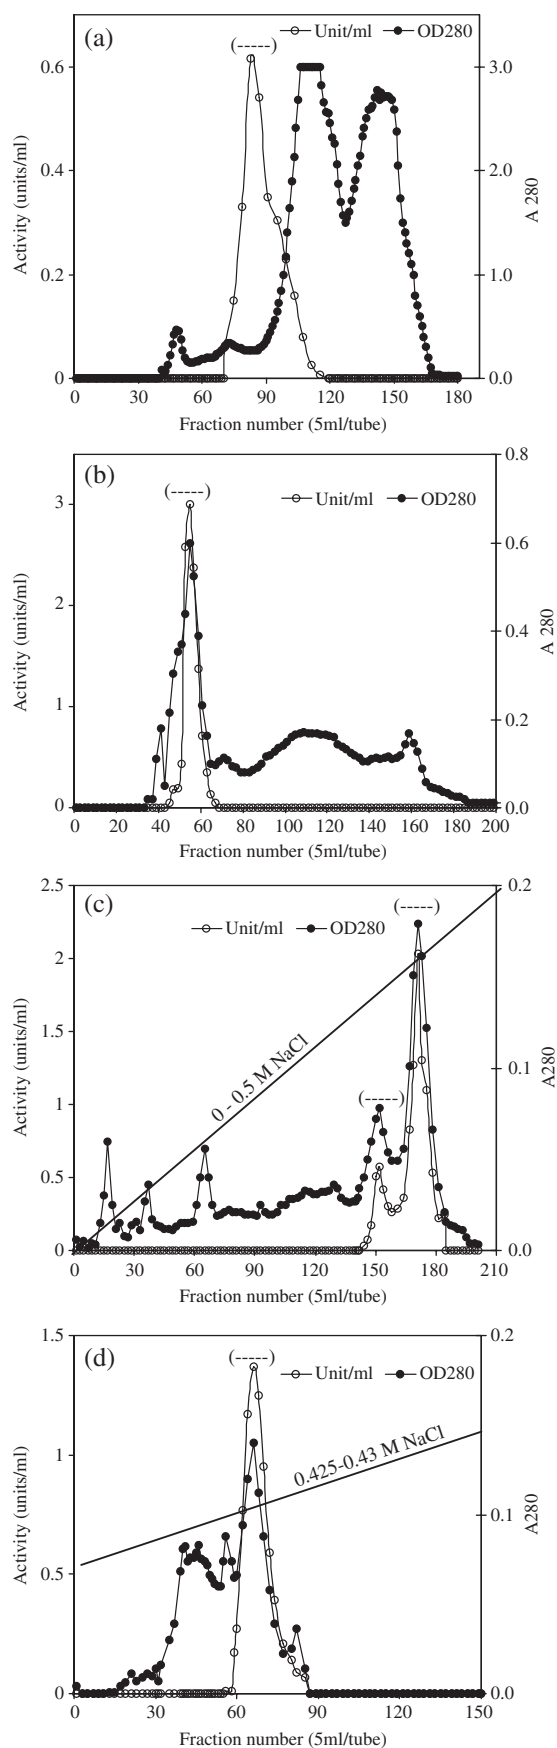 (a)
(-----)
Unit/ml OD280
0.6 3.0
0.4 2.0
0.2 1.0
0 0.0
Activity (units/ml)
A 280
0 30 60 90 120 150 180
Fraction number (5ml/tube)
(b)
(-----)
Unit/ml OD280
0.8
3
0.6
2
0.4
1
0.2
0 0.0
Activity (units/ml)
A 280
0 20 40 60 80 100 120 140 160 180 200
Fraction number (5ml/tube)
(c)
(-----)
Unit/ml OD280
2.5 0.2
2
1.5
1
0.1
0.5
0 0.0
(-----)
0 - 0.5 M NaCl
Activity (units/ml)
A280
0 30 60 90 120 150 180 210
Fraction number (5ml/tube)
(d)
(-----)
Unit/ml OD280
1.5 0.2
1
0.1
0.5
0 0.0
0.425-0.43 M NaCl
Activity (units/ml)
A280
0 30 60 90 120 150
Fraction number (5ml/tube)